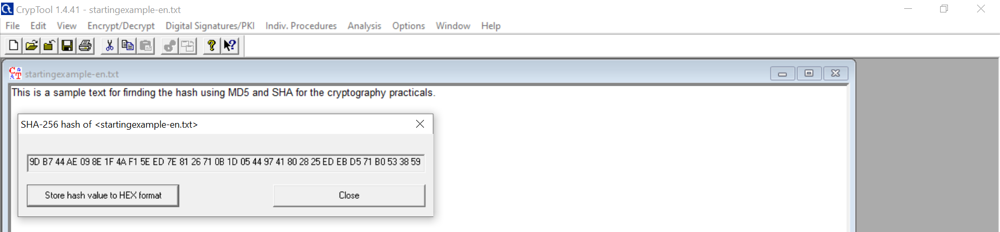 CrypTool 1.4.41 - startingexample-en.txt
File Edit View Encrypt/Decrypt Digital Signatures/PKI Indiv. Procedures Analysis Options Window Help
startingexample-en.txt
This is a sample text for firnding the hash using MD5 and SHA for the cryptography practicals.
SHA-256 hash of <startingexample-en.txt>
9D B7 44 AE 09 8E 1F 4A F1 5E ED 7E 81 26 71 0B 1D 05 44 97 41 80 28 25 ED EB D5 71 B0 53 38 59
Store hash value to HEX format Close